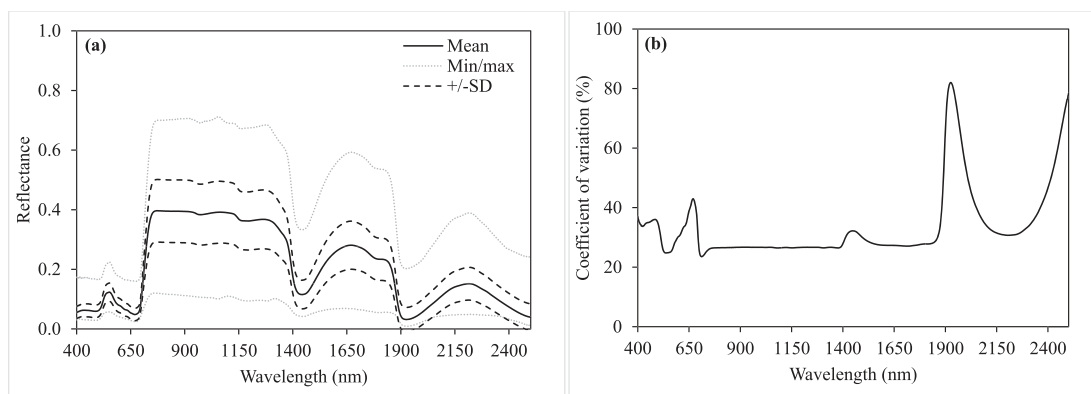 (a)
Mean
Min/max
+/-SD
1.0
0.8
0.6
0.4
0.2
0.0
Reflectance
400 650 900 1150 1400 1650 1900 2150 2400
Wavelength (nm)
(b)
100
80
60
40
20
0
Coefficient of variation (%)
400 650 900 1150 1400 1650 1900 2150 2400
Wavelength (nm)